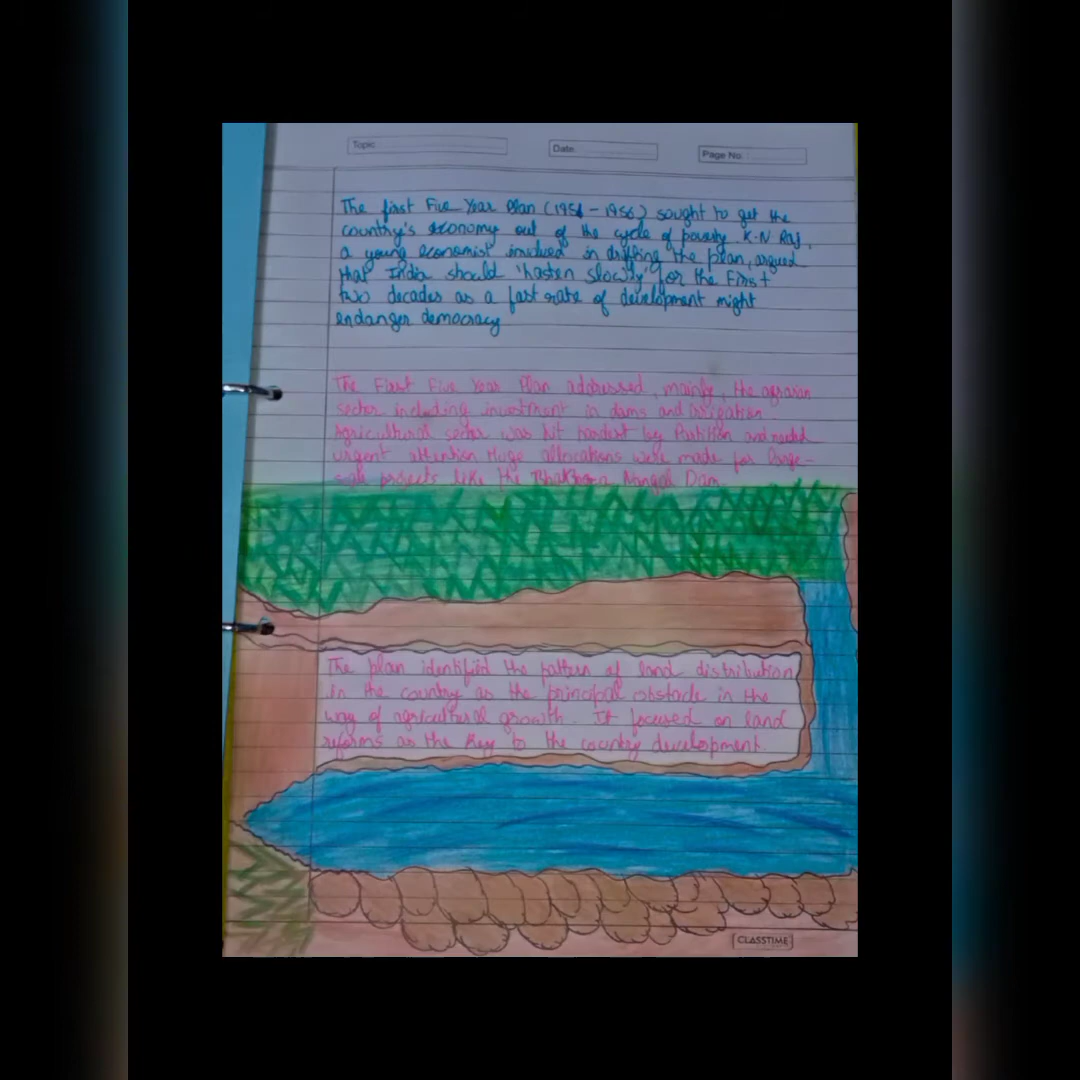 Topic
Date
Page No.
The first Five Year Plan (1951 - 1956) sought to get the
country's economy out of the cycle of poverty. K.N Raj,
a young economist involved in drafting the plan, argued
that India should 'hasten slowly' for the First
two decades as a fast rate of development might
endanger democracy
The First Five Year Plan addressed, mainly, the agrarian
sector including investment in dams and irrigation
Agricultural sector was hit hardest by Partition and needed
urgent attention Huge allocations were made for large-
scale projects like the Bhakhra Nangal Dam.
The plan identified the pattern of land distribution
in the country as the principal obstacle in the
way of agricultural growth. It focused on land
reforms as the key to the country development.
CLASSTIME